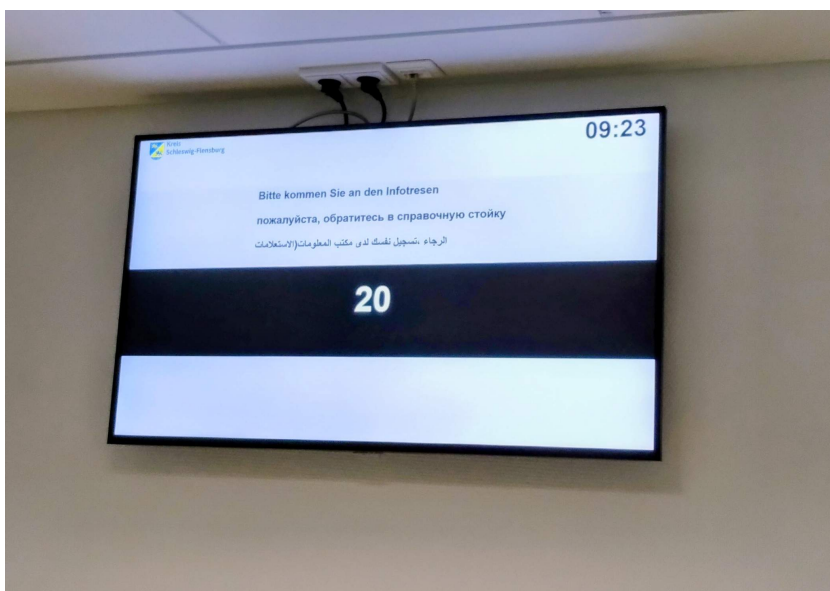 Kreis
Schleswig-Flensburg
09:23
Bitte kommen Sie an den Infotresen
пожалуйста, обратитесь в справочную стойку
الرجاء ،تسجيل نفسك لدى مكتب المعلومات(الاستعلامات
20